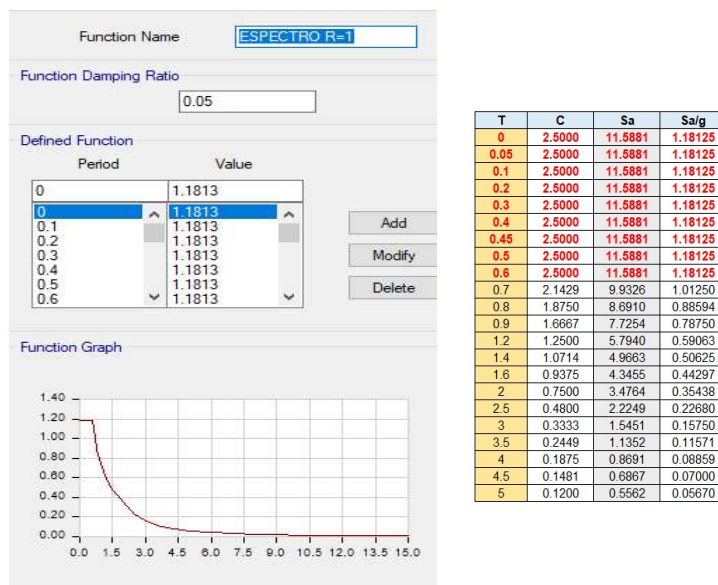 Function Name ESPECTRO R=1
Function Damping Ratio
0.05
Defined Function
Period Value
0 1.1813
0 1.1813
0.1 1.1813
0.2 1.1813
0.3 1.1813
0.4 1.1813
0.5 1.1813
0.6 1.1813
Add
Modify
Delete
Function Graph
1.40
1.20
1.00
0.80
0.60
0.40
0.20
0.00
0.0 1.5 3.0 4.5 6.0 7.5 9.0 10.5 12.0 13.5 15.0
T C Sa Sa/g
0 2.5000 11.5881 1.18125
0.05 2.5000 11.5881 1.18125
0.1 2.5000 11.5881 1.18125
0.2 2.5000 11.5881 1.18125
0.3 2.5000 11.5881 1.18125
0.4 2.5000 11.5881 1.18125
0.45 2.5000 11.5881 1.18125
0.5 2.5000 11.5881 1.18125
0.6 2.5000 11.5881 1.18125
0.7 2.1429 9.9326 1.01250
0.8 1.8750 8.6910 0.88594
0.9 1.6667 7.7254 0.78750
1.2 1.2500 5.7940 0.59063
1.4 1.0714 4.9663 0.50625
1.6 0.9375 4.3455 0.44297
2 0.7500 3.4764 0.35438
2.5 0.4800 2.2249 0.22680
3 0.3333 1.5451 0.15750
3.5 0.2449 1.1352 0.11571
4 0.1875 0.8691 0.08859
4.5 0.1481 0.6867 0.07000
5 0.1200 0.5562 0.05670